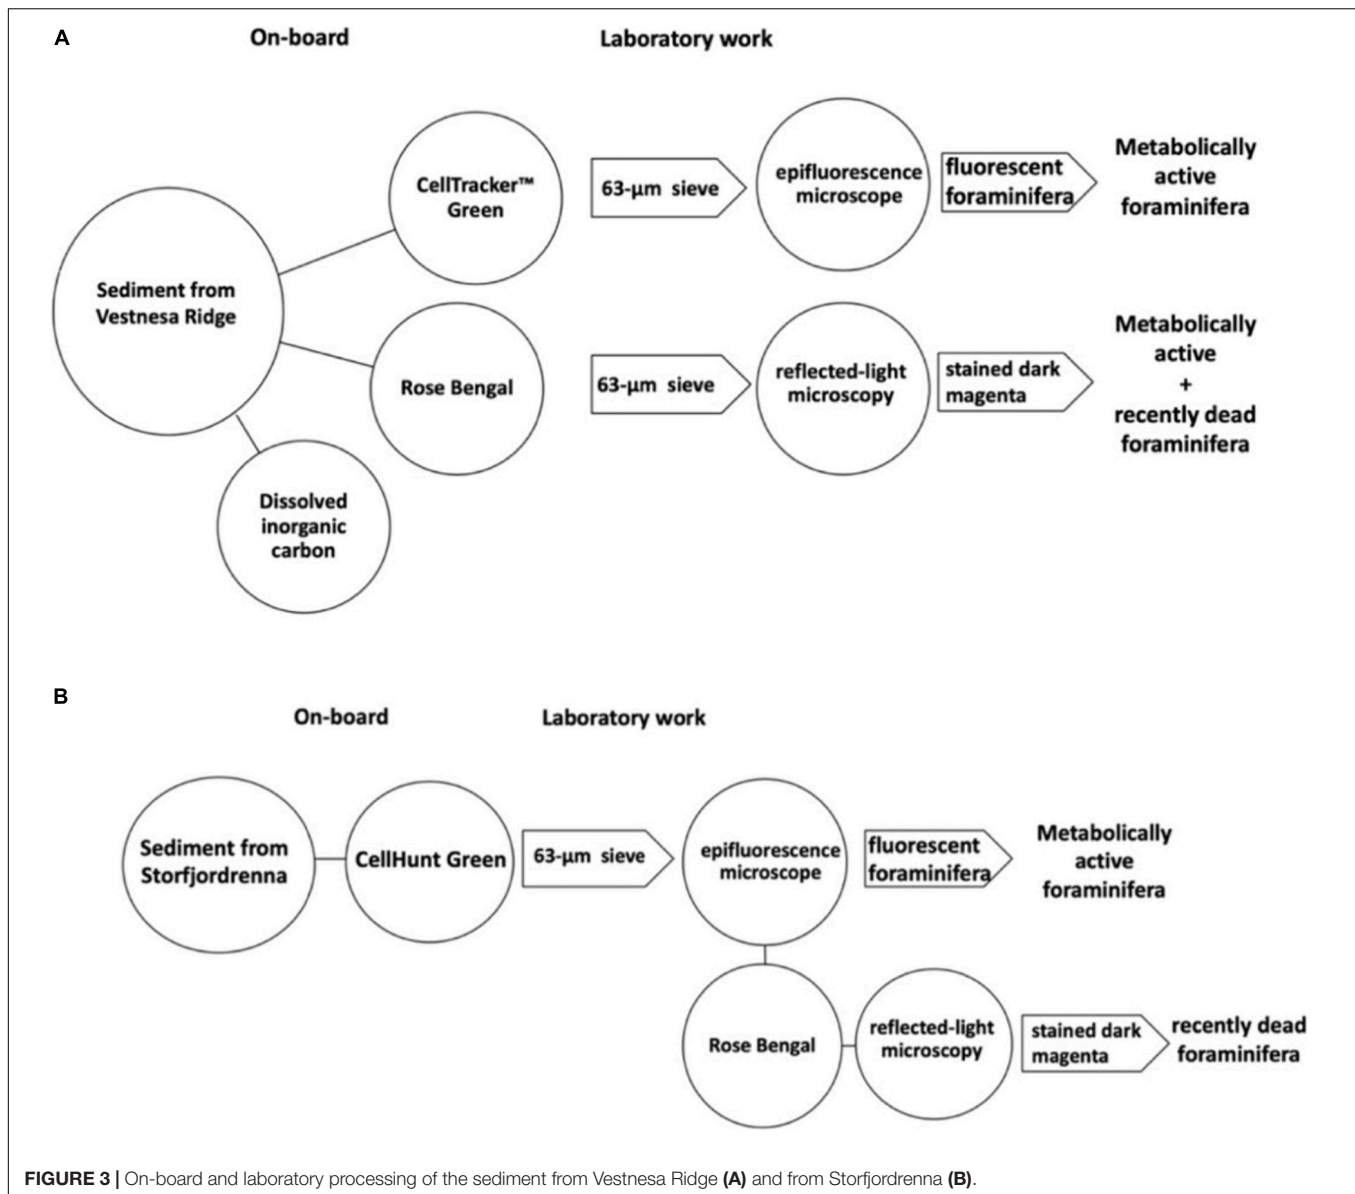 A
On-board
Laboratory work
CellTracker™
Green
63-µm sieve
epifluorescence
microscope
fluorescent
foraminifera
Metabolically
active
foraminifera
Sediment from
Vestnesa Ridge
Rose Bengal
63-µm sieve
reflected-light
microscopy
stained dark
magenta
Metabolically
active
+
recently dead
foraminifera
Dissolved
inorganic
carbon
B
On-board
Laboratory work
Sediment from
Storfjordrenna
CellHunt Green
63-µm sieve
epifluorescence
microscope
fluorescent
foraminifera
Metabolically
active
foraminifera
Rose Bengal
reflected-light
microscopy
stained dark
magenta
recently dead
foraminifera
FIGURE 3 | On-board and laboratory processing of the sediment from Vestnesa Ridge (A) and from Storfjordrenna (B).